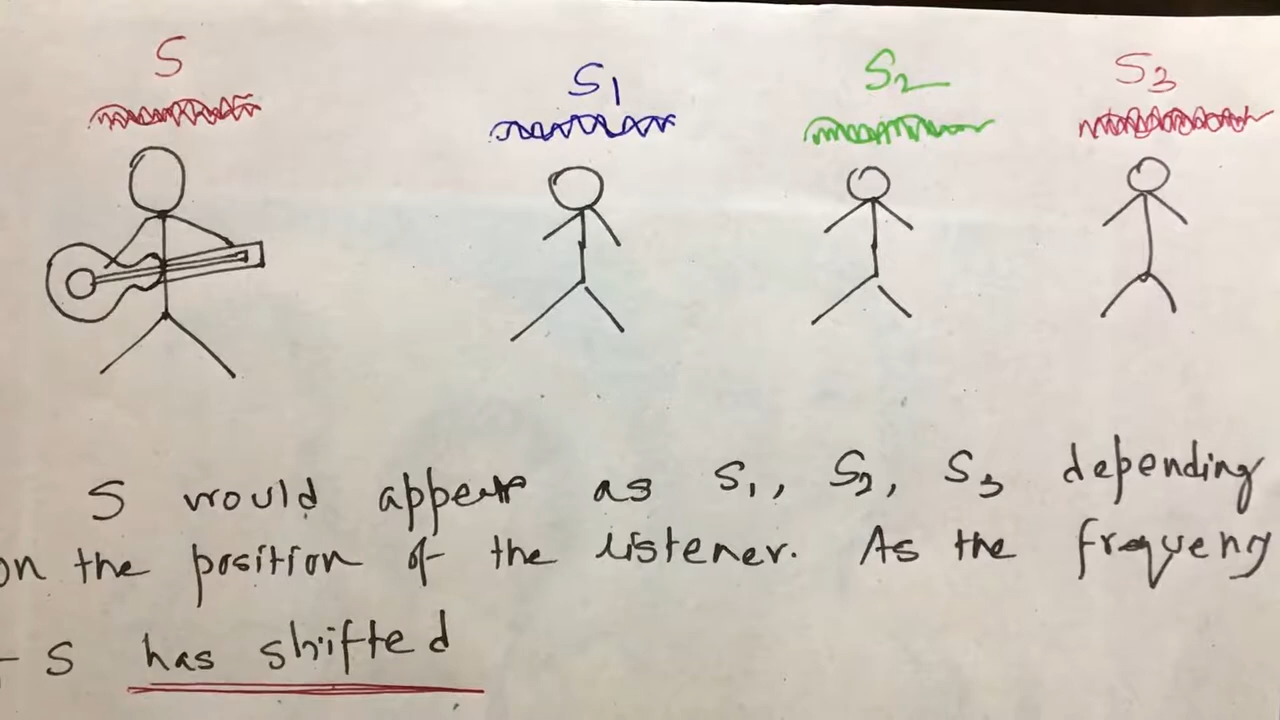 S S1 S2 S3
S would appear as S1, S2, S3 depending
on the position of the listener. As the frequency
S has shifted